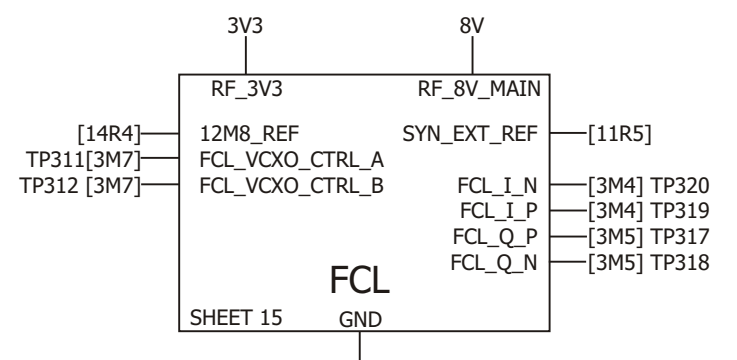 3V3 8V
RF_3V3 RF_8V_MAIN
[14R4] 12M8_REF SYN_EXT_REF [11R5]
TP311[3M7] FCL_VCXO_CTRL_A
TP312 [3M7] FCL_VCXO_CTRL_B FCL_I_N [3M4] TP320
FCL_I_P [3M4] TP319
FCL_Q_P [3M5] TP317
FCL_Q_N [3M5] TP318
FCL
SHEET 15 GND